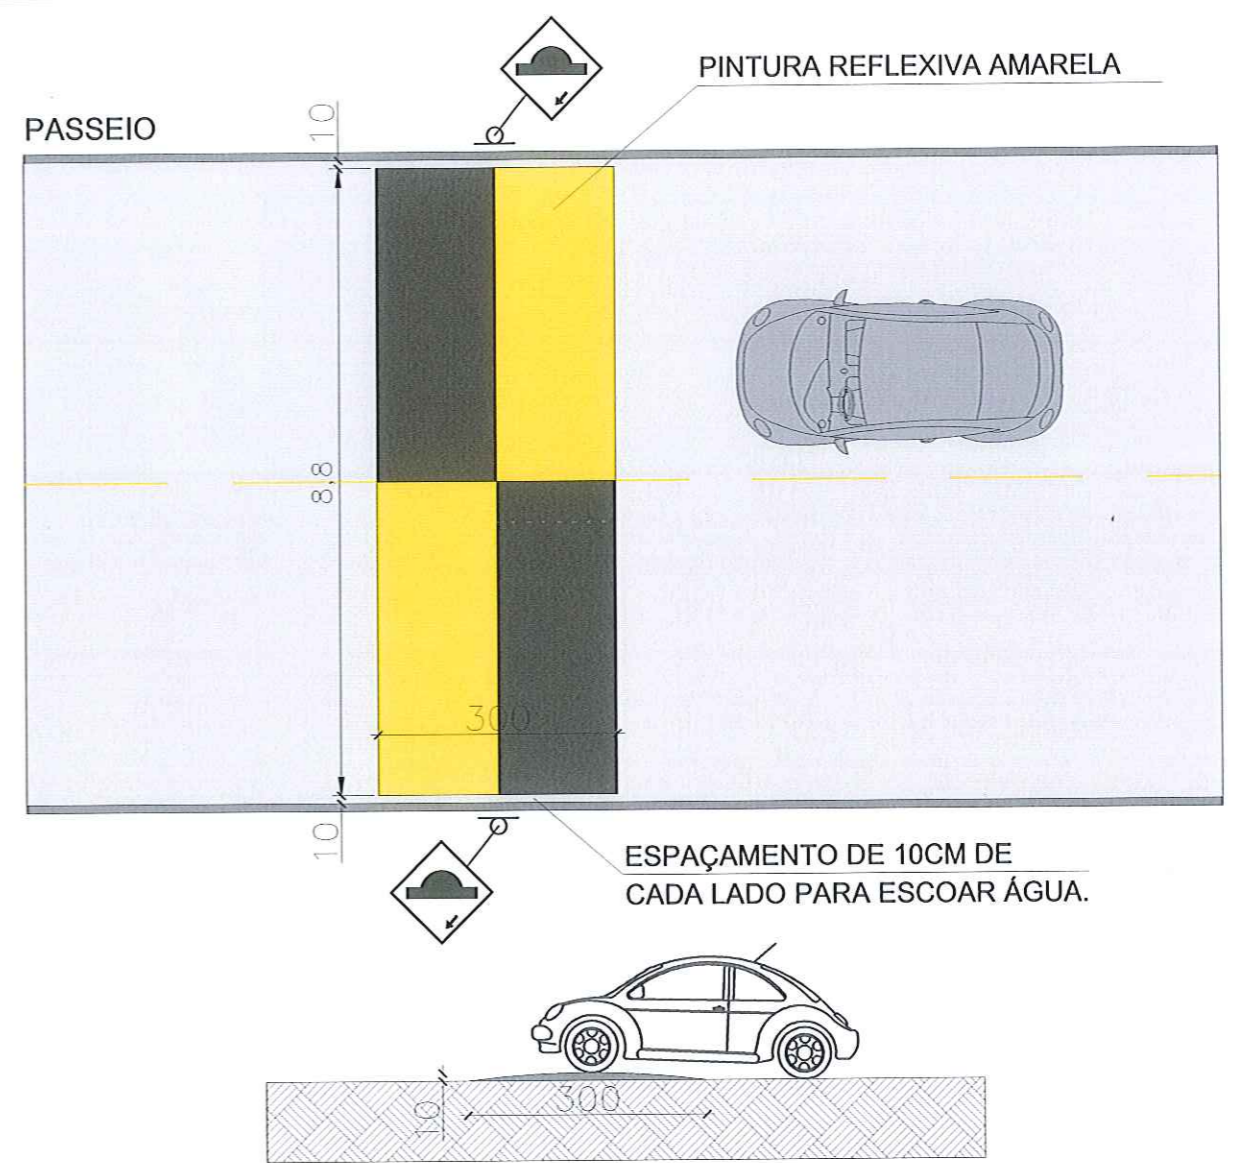 PINTURA REFLEXIVA AMARELA
10
PASSEIO
8,8
300
10
ESPAÇAMENTO DE 10CM DE
CADA LADO PARA ESCOAR ÁGUA.
10
300